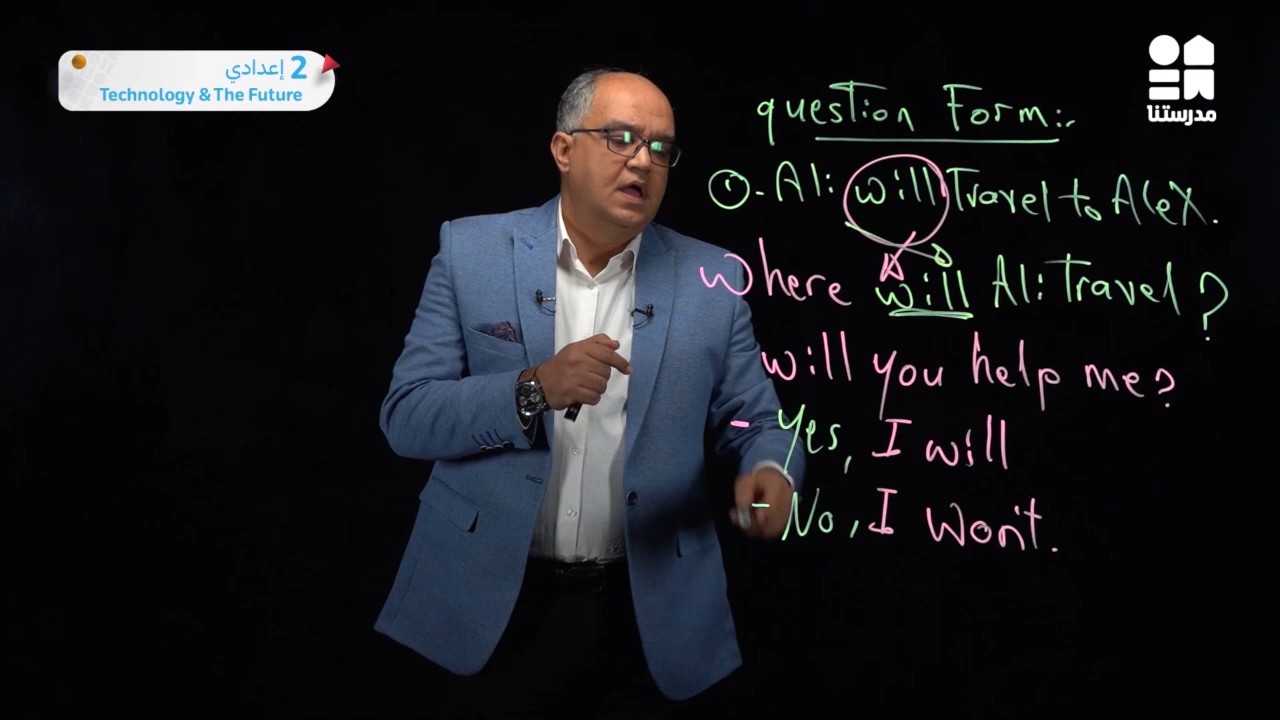 2 إعدادي
Technology & The Future
مدرستنا
question Form:-
①- Ali will Travel to Alex.
Where will Ali Travel?
will you help me?
- Yes, I will
- No, I won't.